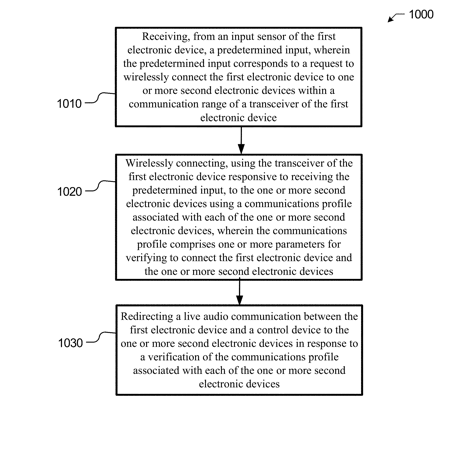 1000
Receiving, from an input sensor of the first
electronic device, a predetermined input, wherein
the predetermined input corresponds to a request to
wirelessly connect the first electronic device to one
or more second electronic devices within a
communication range of a transceiver of the first
electronic device
1010
Wirelessly connecting, using the transceiver of the
first electronic device responsive to receiving the
predetermined input, to the one or more second
electronic devices using a communications profile
associated with each of the one or more second
electronic devices, wherein the communications
profile comprises one or more parameters for
verifying to connect the first electronic device and
the one or more second electronic devices
1020
Redirecting a live audio communication between the
first electronic device and a control device to the
one or more second electronic devices in response to
a verification of the communications profile
associated with each of the one or more second
electronic devices
1030